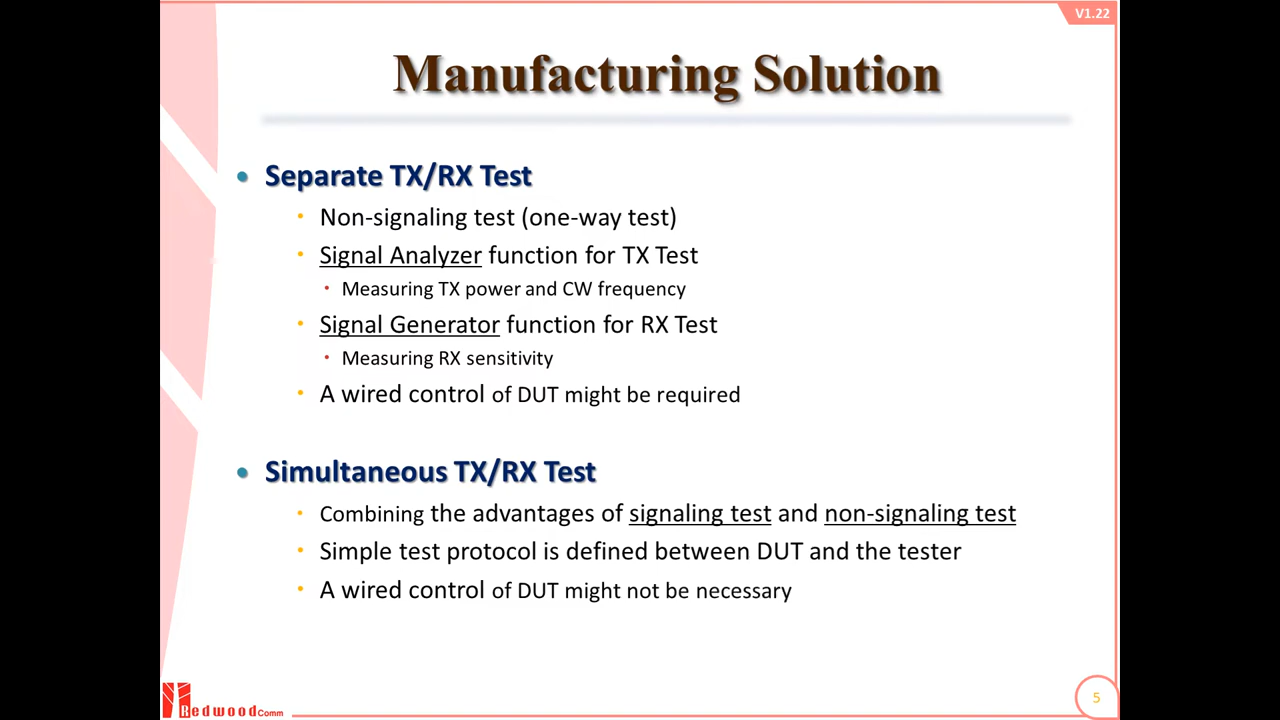 V1.22
Manufacturing Solution
• Separate TX/RX Test
• Non-signaling test (one-way test)
• Signal Analyzer function for TX Test
• Measuring TX power and CW frequency
• Signal Generator function for RX Test
• Measuring RX sensitivity
• A wired control of DUT might be required
• Simultaneous TX/RX Test
• Combining the advantages of signaling test and non-signaling test
• Simple test protocol is defined between DUT and the tester
• A wired control of DUT might not be necessary
RedwoodComm
5